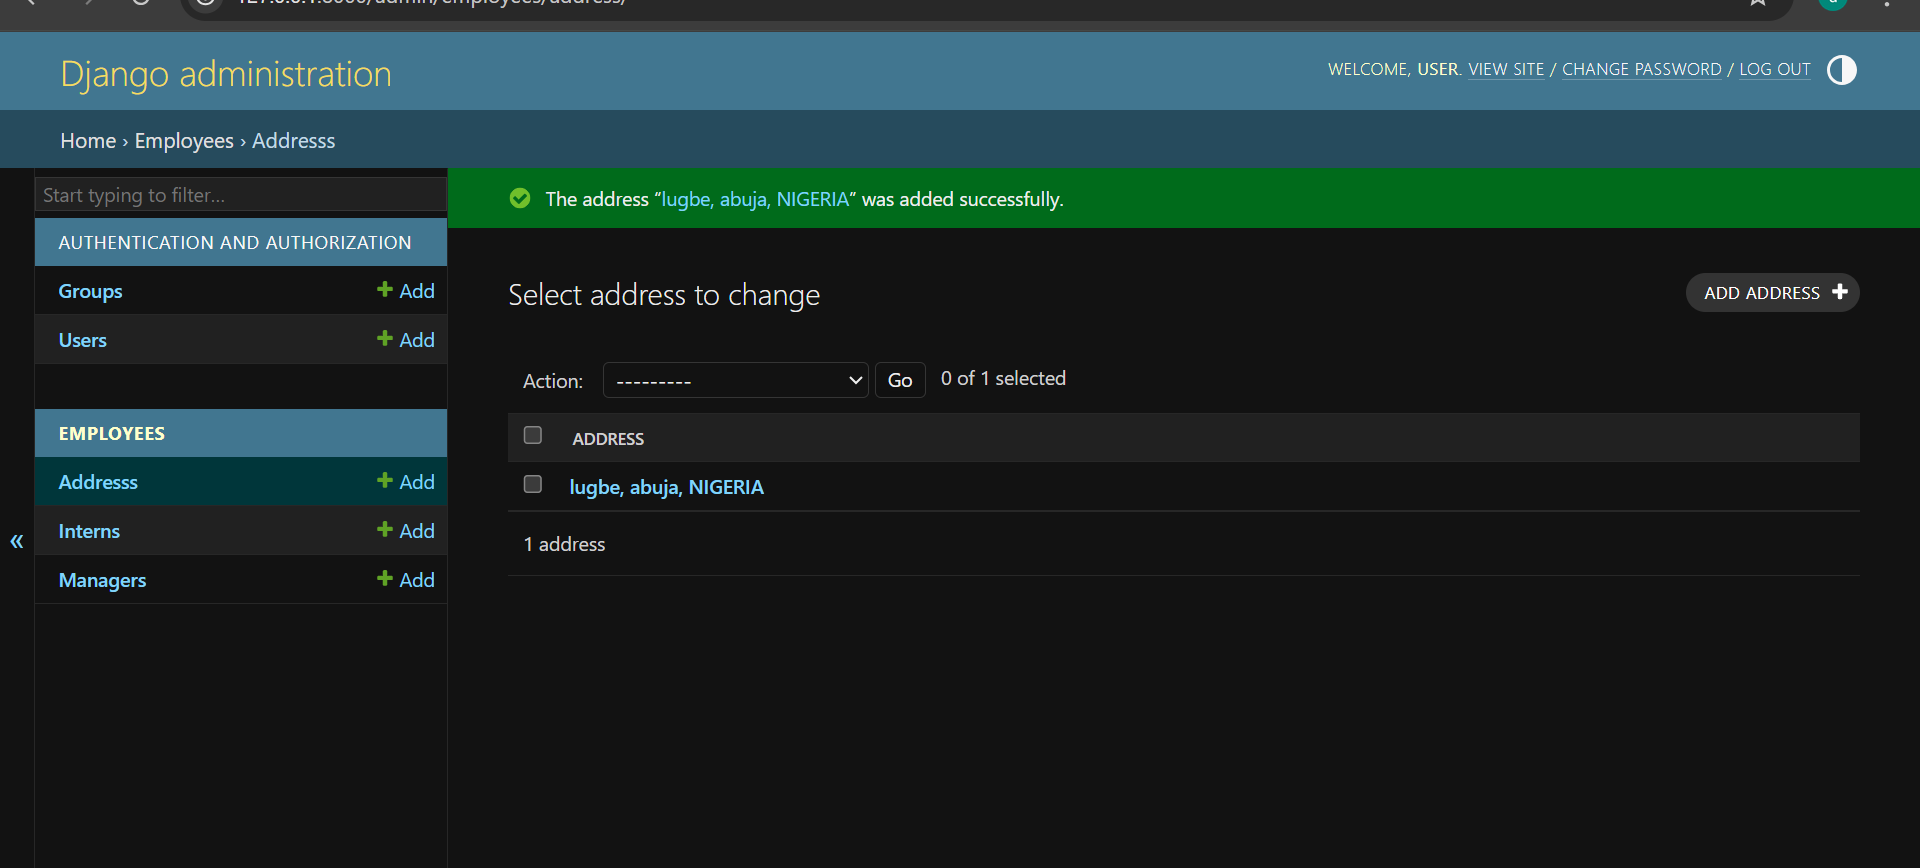 Django administration
WELCOME, USER. VIEW SITE / CHANGE PASSWORD / LOG OUT
Home › Employees › Addresss
Start typing to filter...
The address “lugbe, abuja, NIGERIA” was added successfully.
AUTHENTICATION AND AUTHORIZATION
Groups Add
Users Add
EMPLOYEES
Addresss Add
Interns Add
Managers Add
«
Select address to change
ADD ADDRESS
Action: --------- Go 0 of 1 selected
ADDRESS
lugbe, abuja, NIGERIA
1 address